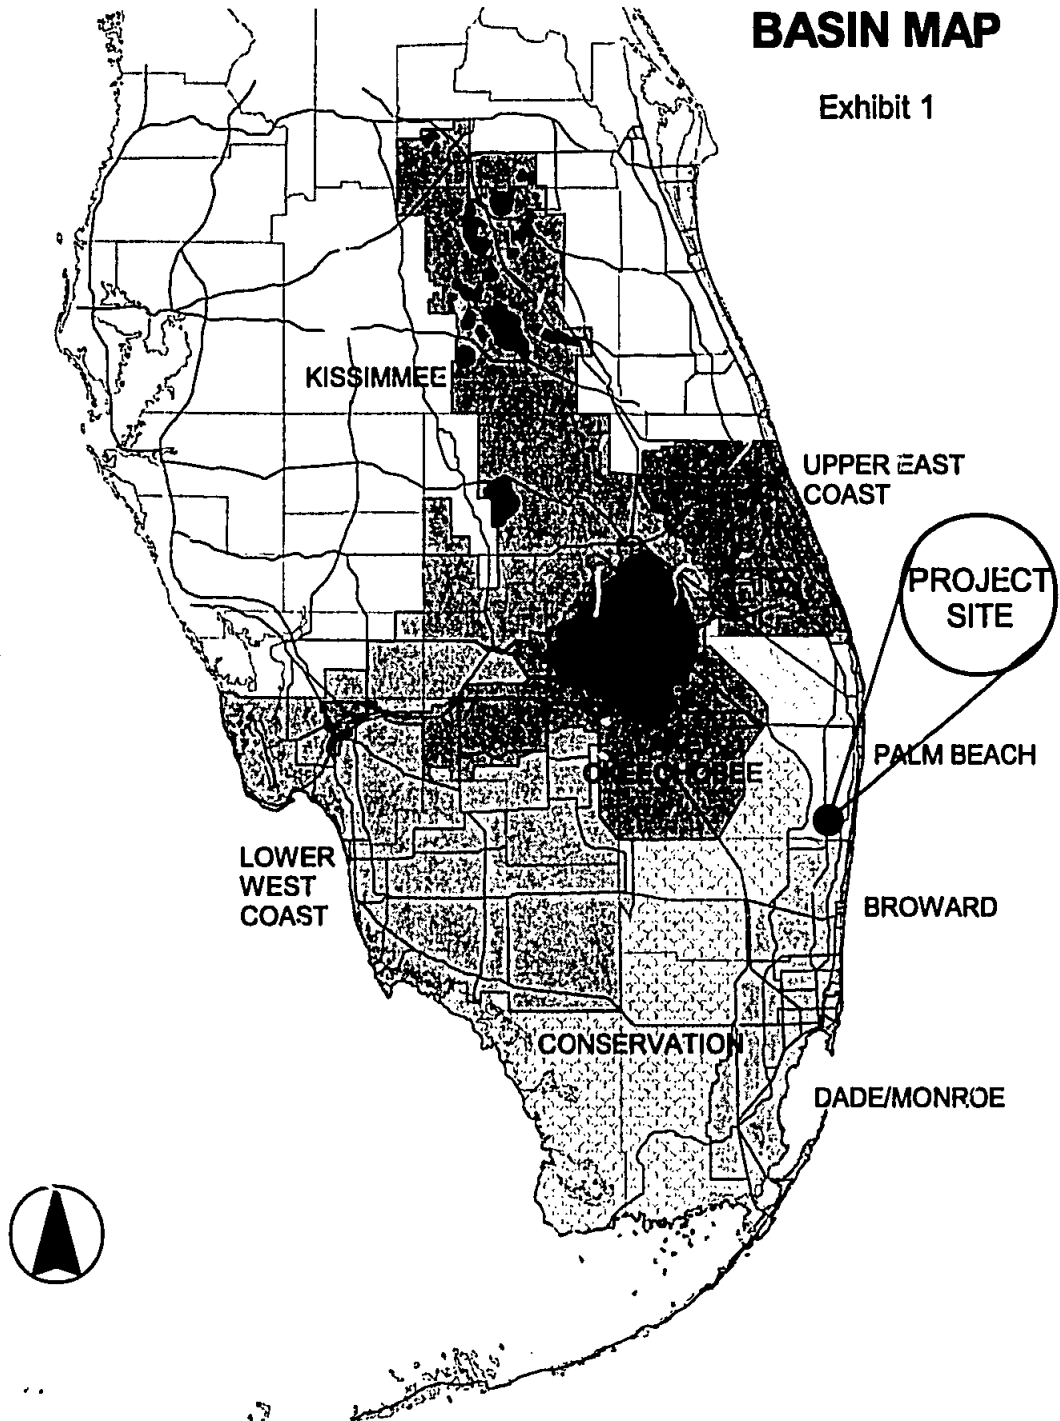 BASIN MAP
Exhibit 1
KISSIMMEE
UPPER EAST
COAST
PROJECT
SITE
PALM BEACH
OKEECHOBEE
LOWER
WEST
COAST
BROWARD
CONSERVATION
DADE/MONROE